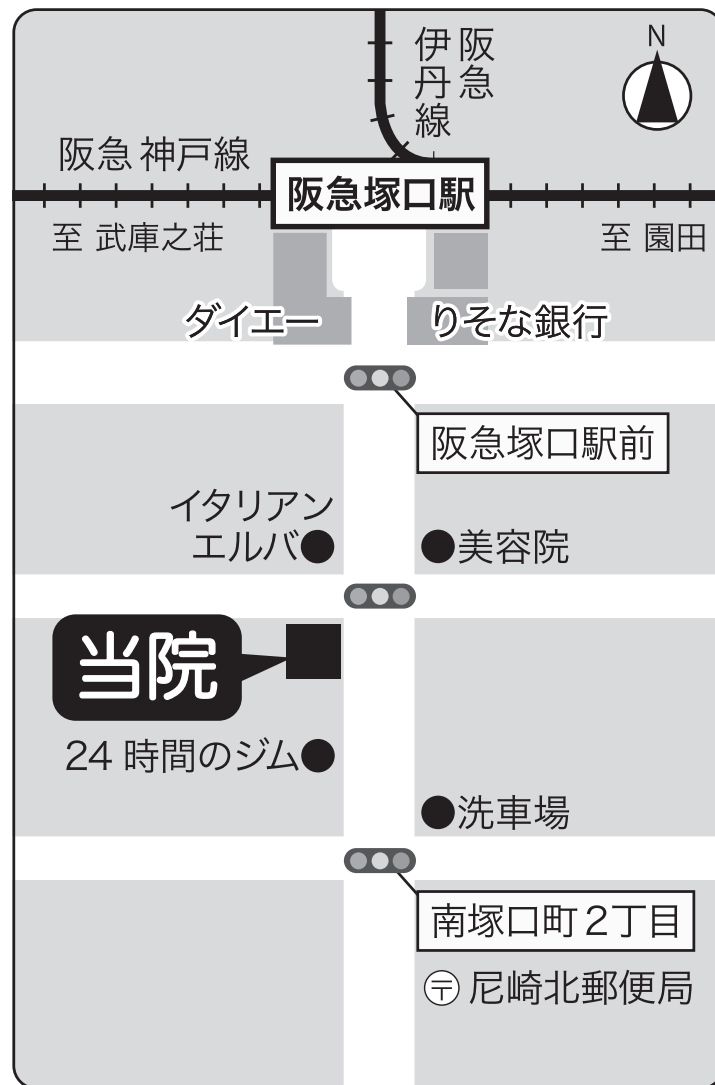 N
阪急
伊丹線
阪急 神戸線
阪急塚口駅
至 武庫之荘
至 園田
ダイエー
りそな銀行
阪急塚口駅前
イタリアン
エルバ
美容院
当院
24 時間のジム
洗車場
南塚口町 2丁目
〒 尼崎北郵便局